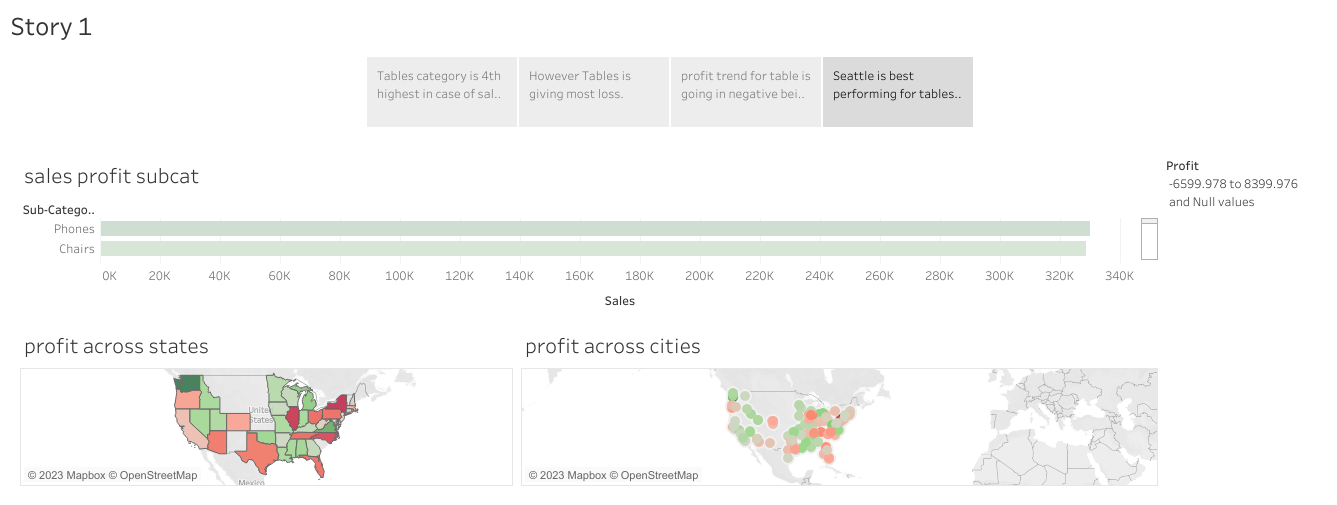 Story 1
Tables category is 4th
highest in case of sal..
However Tables is
giving most loss.
profit trend for table is
going in negative bei..
Seattle is best
performing for tables..
sales profit subcat
Profit
-6599.978 to 8399.976
and Null values
Sub-Catego..
Phones
Chairs
0K 20K 40K 60K 80K 100K 120K 140K 160K 180K 200K 220K 240K 260K 280K 300K 320K 340K
Sales
profit across states
profit across cities
United
States
Mexico
© 2023 Mapbox © OpenStreetMap
© 2023 Mapbox © OpenStreetMap